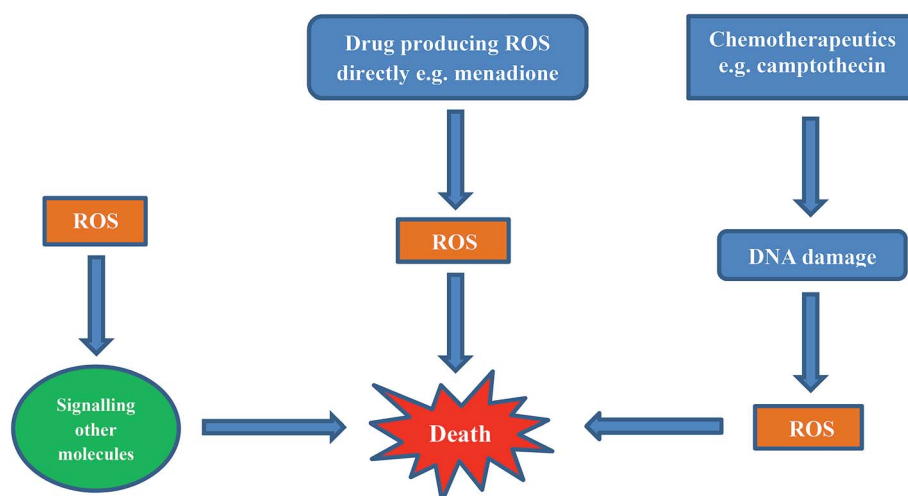 Drug producing ROS
directly e.g. menadione
Chemotherapeutics
e.g. camptothecin
ROS
ROS
DNA damage
Signalling
other
molecules
Death
ROS